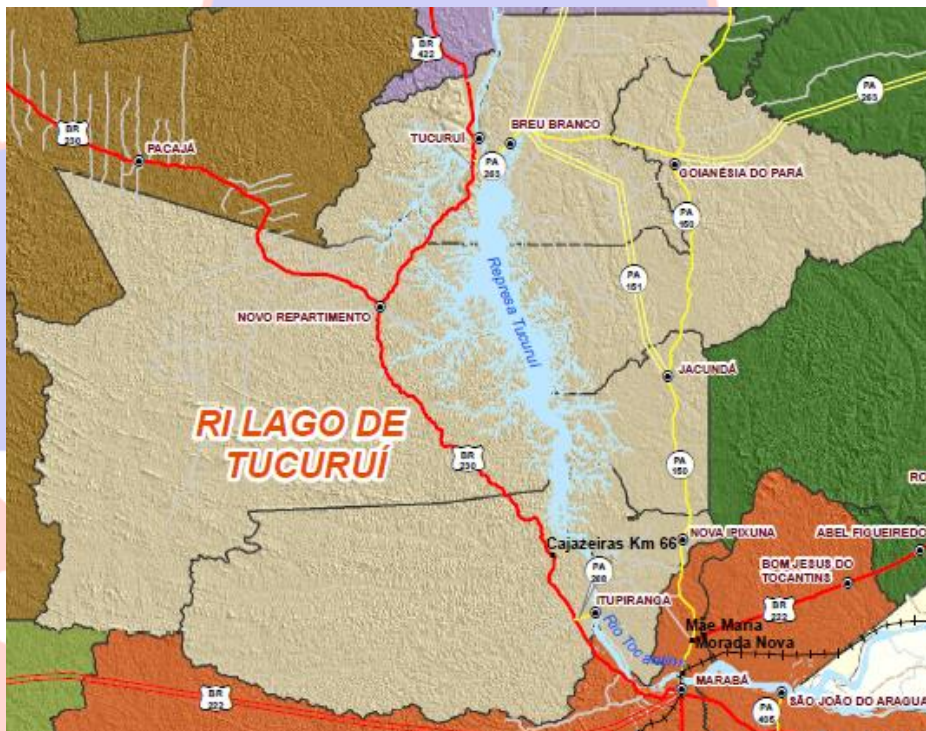 BR
422
PA
263
BR
230
PACAJÁ
TUCURUÍ
BREU BRANCO
PA
263
GOIANÉSIA DO PARÁ
PA
150
Represa Tucuruí
PA
151
NOVO REPARTIMENTO
JACUNDÁ
RI LAGO DE
TUCURUÍ
BR
230
PA
150
RO
NOVA IPIXUNA
ABEL FIGUEIREDO
Cajazeiras Km 66
BOM JESUS DO
TOCANTINS
ITUPIRANGA
BR
222
Mãe Maria
Morada Nova
Rio Tocantins
MARABÁ
BR
222
SÃO JOÃO DO ARAGUA
PA
405